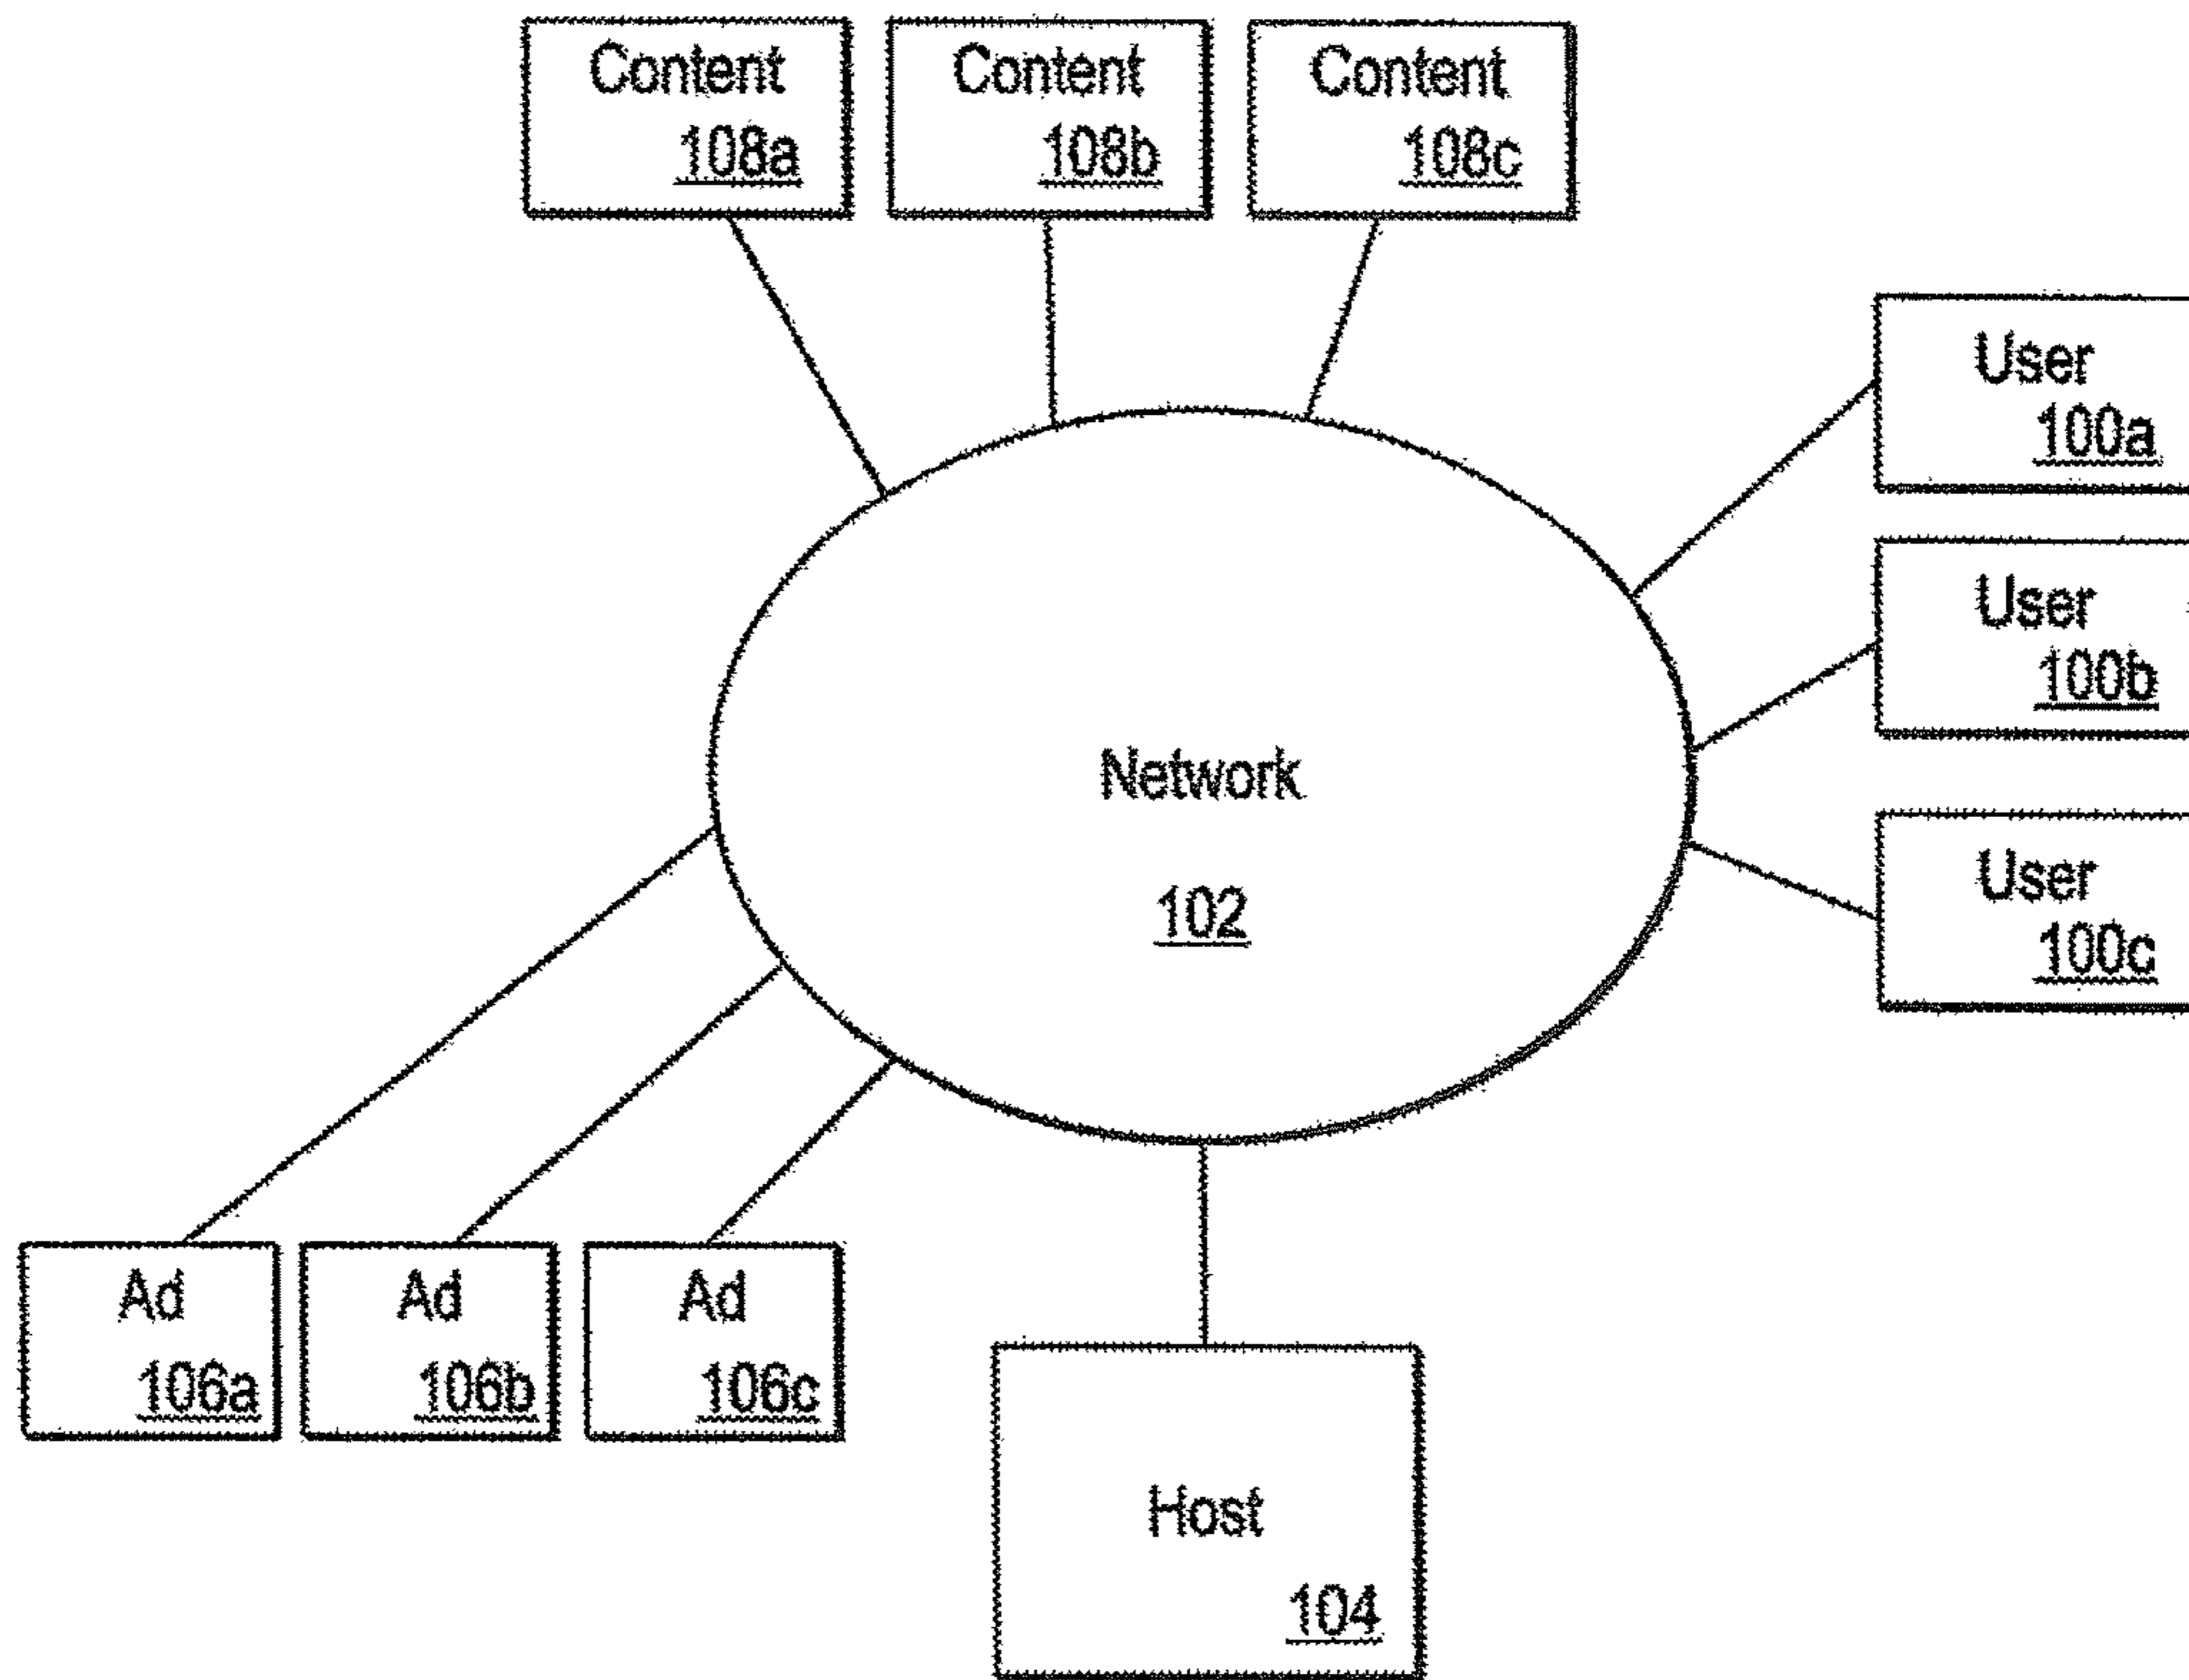 Content
108a
Content
108b
Content
108c
User
100a
User
100b
User
100c
Network
102
Ad
106a
Ad
106b
Ad
106c
Host
104